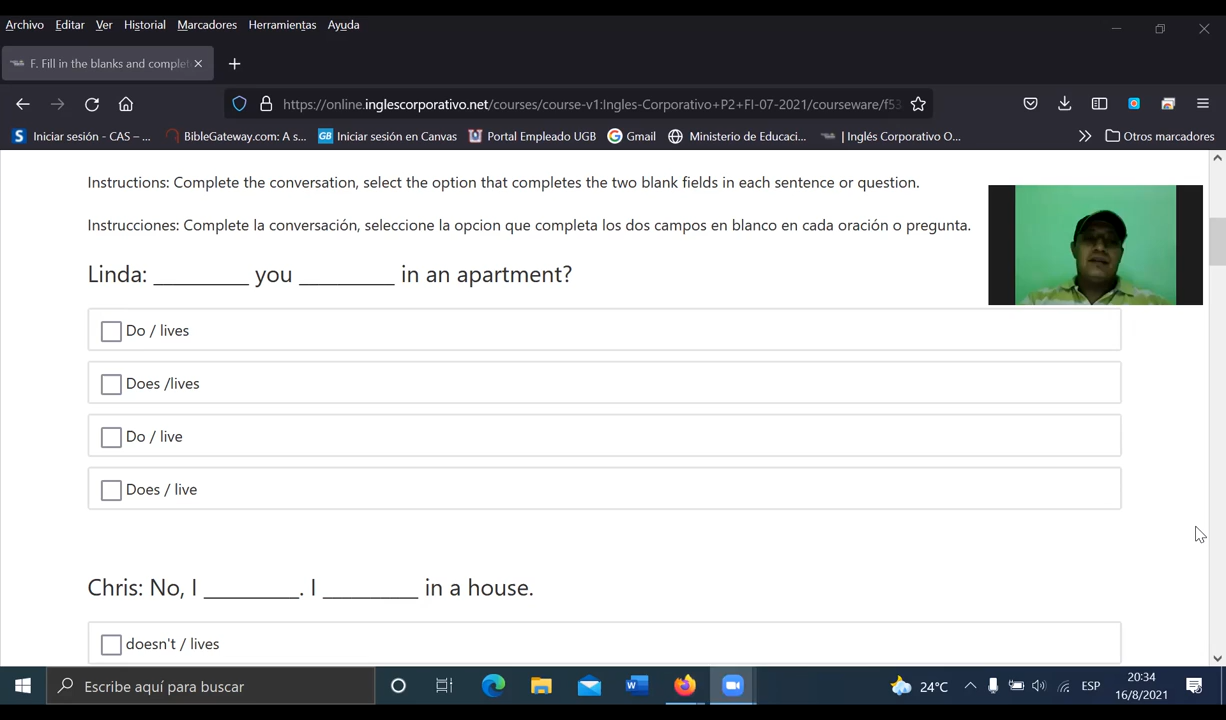 Archivo Editar Ver Historial Marcadores Herramientas Ayuda
F. Fill in the blanks and complet
https://online.inglescorporativo.net/courses/course-v1:Ingles-Corporativo+P2+FI-07-2021/courseware/f53
Iniciar sesión - CAS – ... BibleGateway.com: A s... GB Iniciar sesión en Canvas Portal Empleado UGB Gmail Ministerio de Educaci... | Inglés Corporativo O... Otros marcadores
Instructions: Complete the conversation, select the option that completes the two blank fields in each sentence or question.
Instrucciones: Complete la conversación, seleccione la opcion que completa los dos campos en blanco en cada oración o pregunta.
Linda: _________ you _________ in an apartment?
Do / lives
Does /lives
Do / live
Does / live
Chris: No, I _________. I _________ in a house.
doesn't / lives
Escribe aquí para buscar
24°C
ESP
20:34
16/8/2021